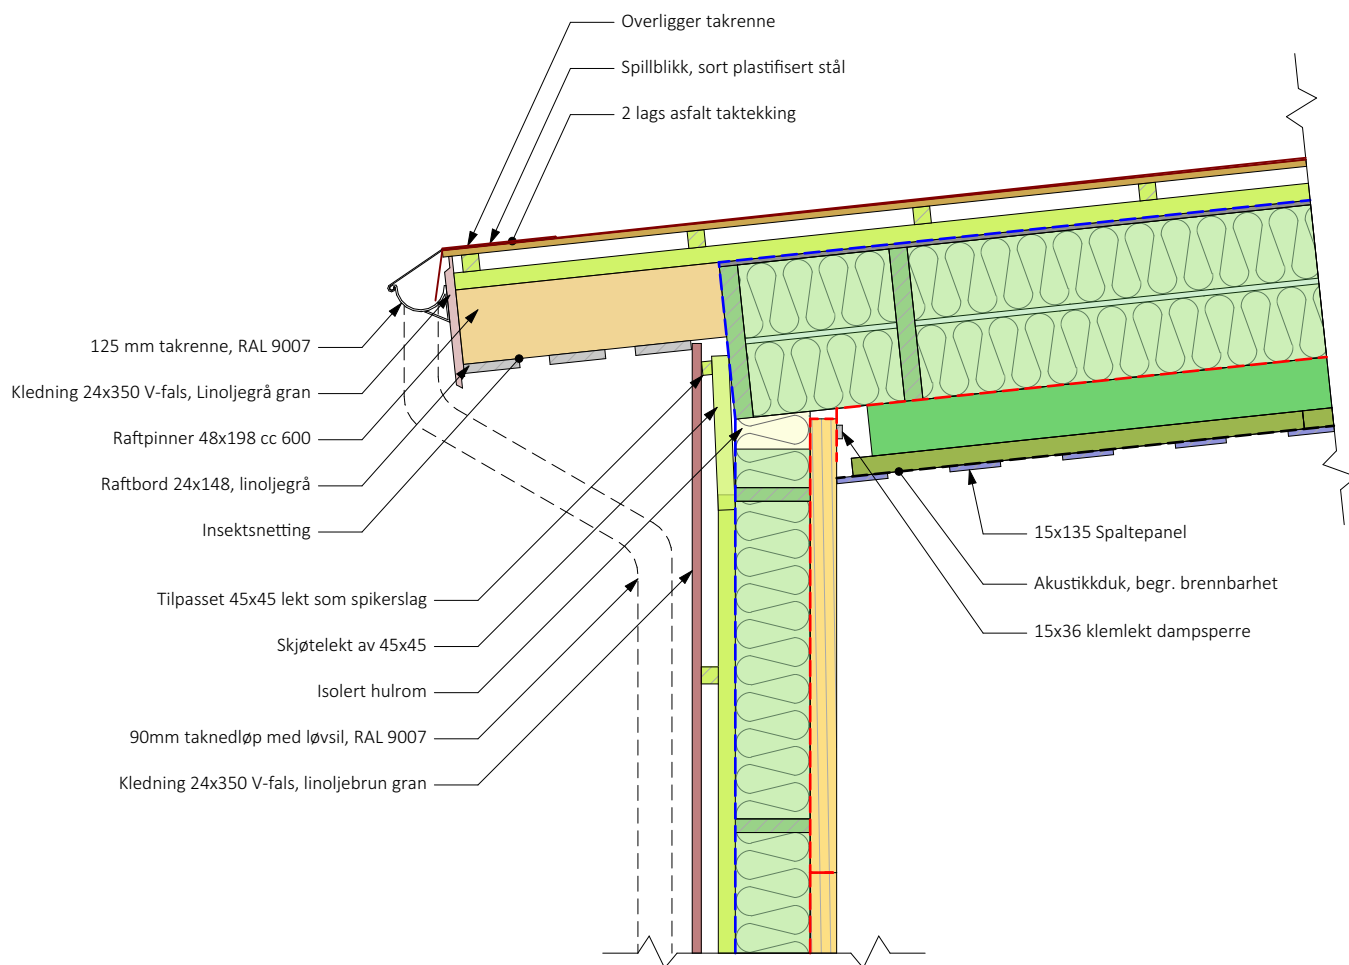 Overligger takrenne
Spillblikk, sort plastifisert stål
2 lags asfalt taktekking
125 mm takrenne, RAL 9007
Kledning 24x350 V-fals, Linoljegrå gran
Raftpinner 48x198 cc 600
Raftbord 24x148, linoljegrå
Insektsnetting
Tilpasset 45x45 lekt som spikerslag
Skjøtelekt av 45x45
Isolert hulrom
90mm taknedløp med løvsil, RAL 9007
Kledning 24x350 V-fals, linoljebrun gran
15x135 Spaltepanel
Akustikkduk, begr. brennbarhet
15x36 klemlekt dampsperre